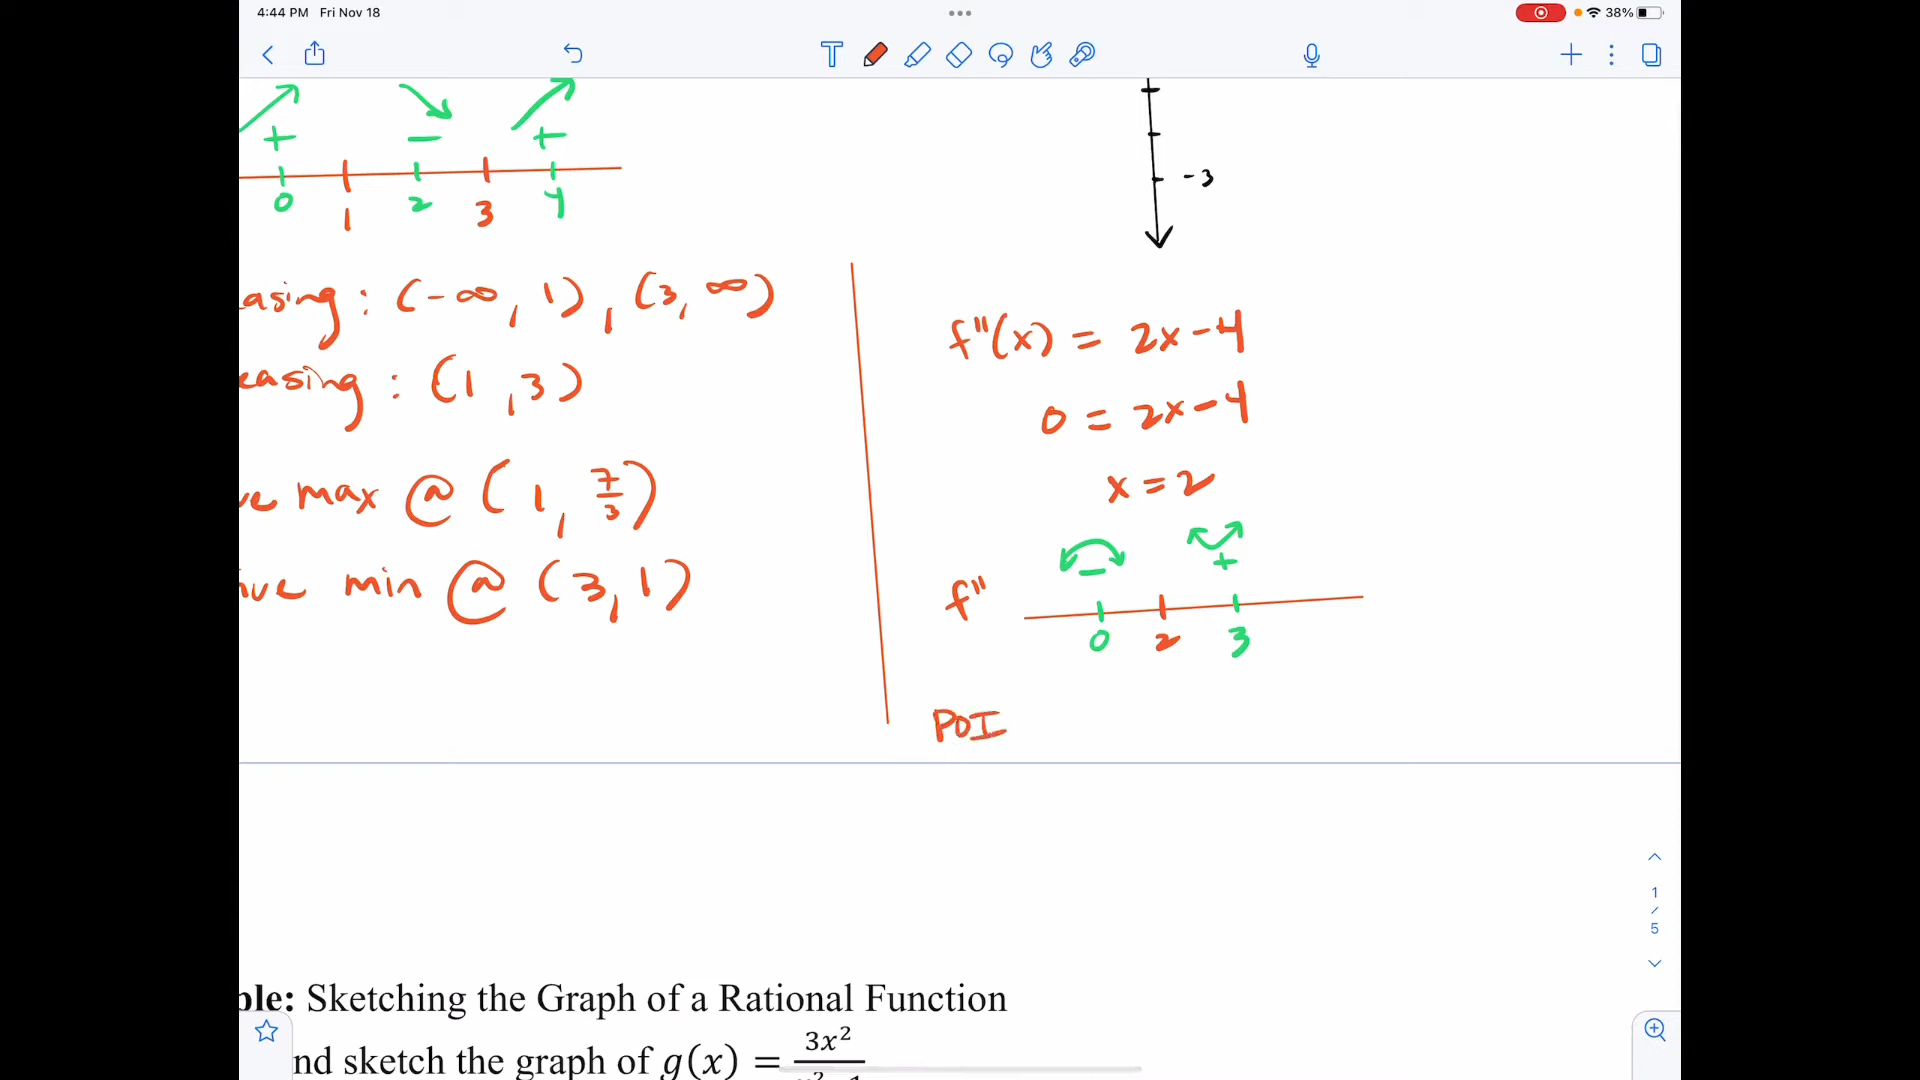 4:44 PM Fri Nov 18
38%
T
+ − +
0 1 2 3 4
-3
easing : (-∞, 1), (3, ∞)
easing : (1, 3)
ve max @ (1, 7/3)
ve min @ (3, 1)
f''(x) = 2x-4
0 = 2x-4
x = 2
− +
f''
0 2 3
POI
1
/
5
ple: Sketching the Graph of a Rational Function
nd sketch the graph of g(x) = 3x²